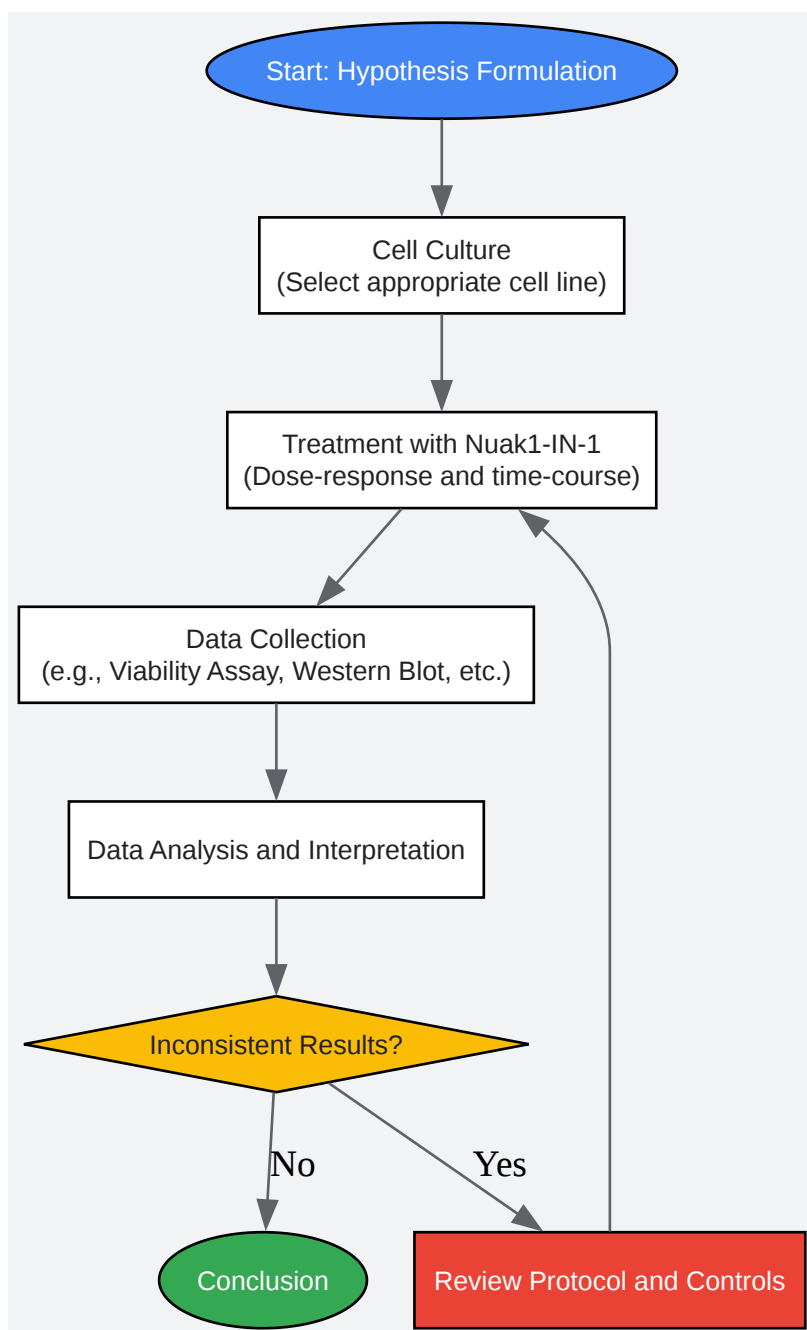 Start: Hypothesis Formulation
Cell Culture
(Select appropriate cell line)
Treatment with Nuak1-IN-1
(Dose-response and time-course)
Data Collection
(e.g., Viability Assay, Western Blot, etc.)
Data Analysis and Interpretation
Inconsistent Results?
No
Yes
Conclusion
Review Protocol and Controls